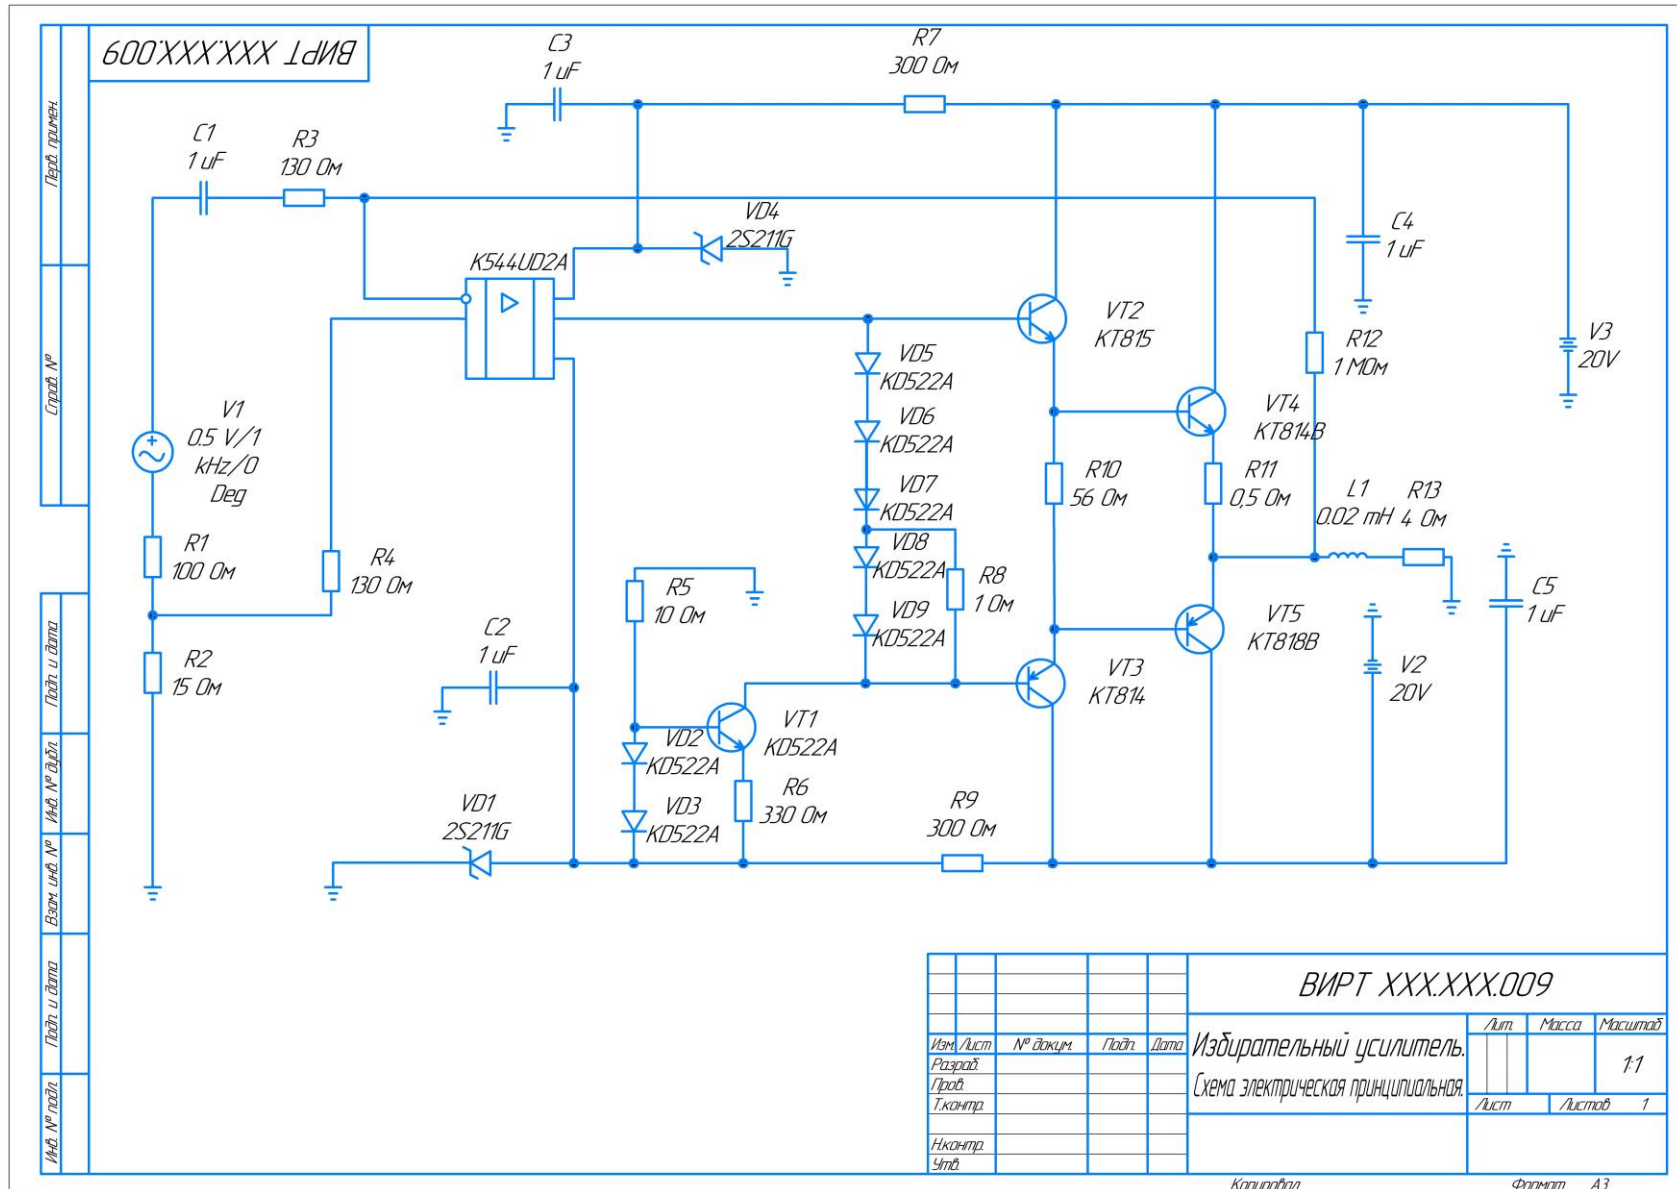 ВИРТ XXX.XXX.009
Перв. примен.
Справ. №
Подп. и дата
Инв. № дубл.
Взам. инв. №
Подп. и дата
Инв. № подл.
C3
1 uF
R7
300 Ом
C1
1 uF
R3
130 Ом
VD4
2S211G
C4
1 uF
K544UD2A
VT2
KT815
R12
1 МОм
V3
20V
VD5
KD522A
V1
0.5 V/1
kHz/0
Deg
VD6
KD522A
VT4
KT814B
VD7
KD522A
R10
56 Ом
R11
0,5 Ом
L1
0.02 mH
R13
4 Ом
R1
100 Ом
R4
130 Ом
VD8
KD522A
R8
1 Ом
R5
10 Ом
VD9
KD522A
VT5
KT818B
C5
1 uF
R2
15 Ом
C2
1 uF
VT3
KT814
V2
20V
VD2
KD522A
VT1
KD522A
VD1
2S211G
VD3
KD522A
R6
330 Ом
R9
300 Ом
ВИРТ XXX.XXX.009
Изм. Лист № докум. Подп. Дата
Разраб.
Пров.
Т.контр.
Н.контр.
Утв.
Избирательный усилитель.
Схема электрическая принципиальная.
Лит. Масса Масштаб
1:1
Лист Листов 1
Копировал Формат A3